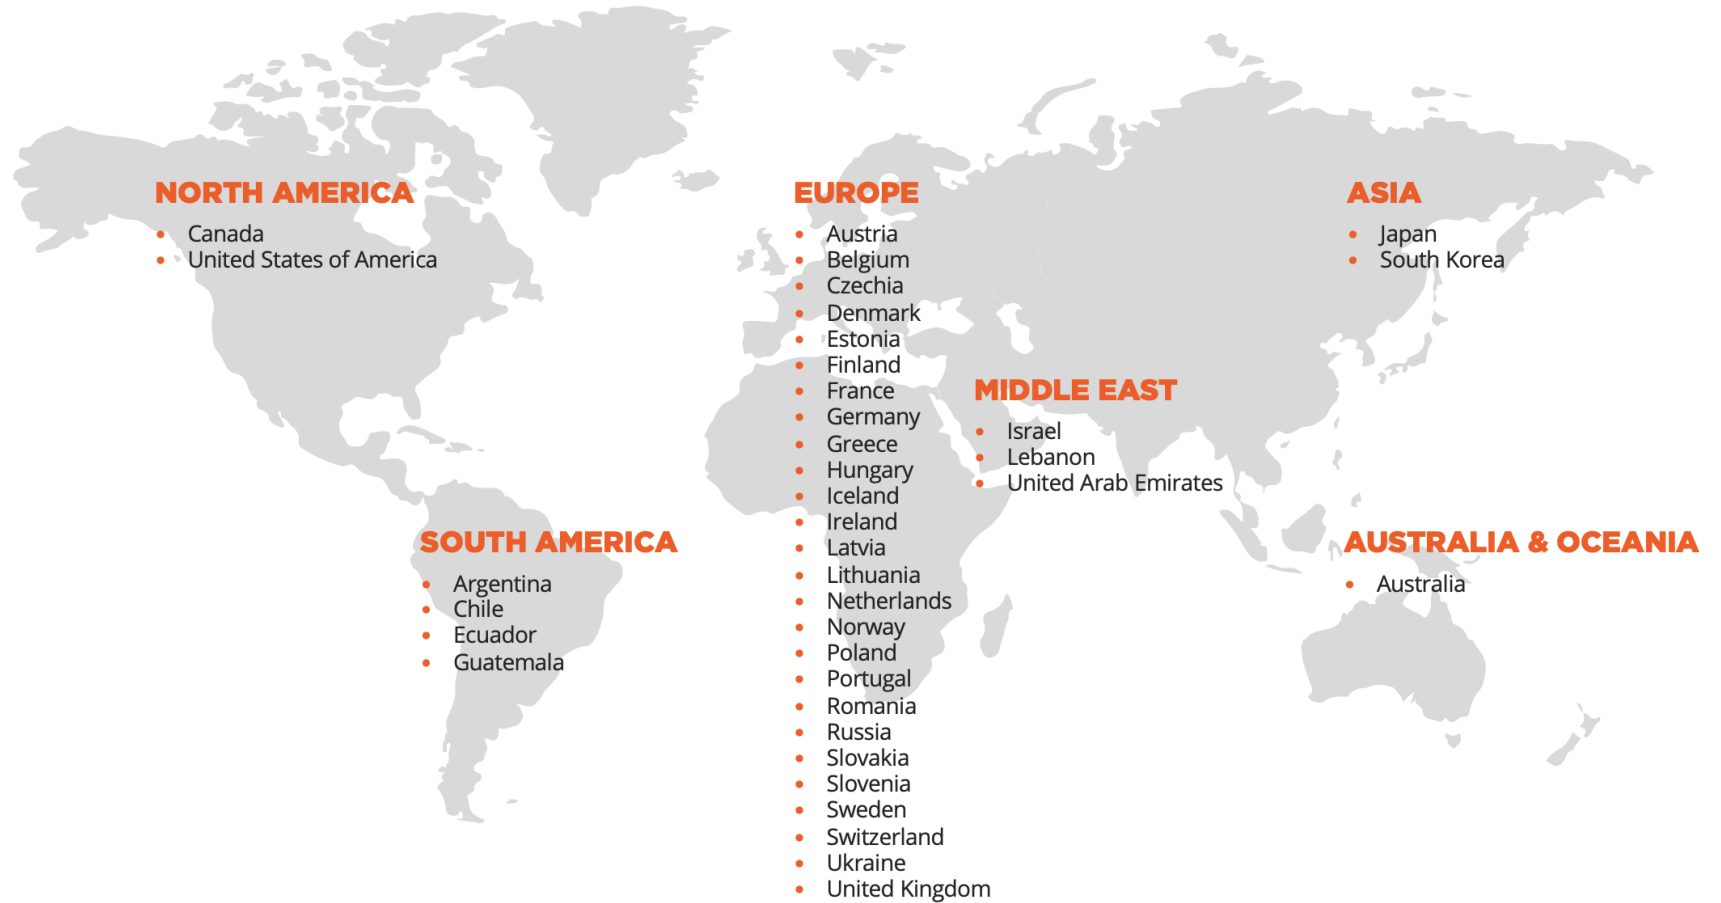 NORTH AMERICA
• Canada
• United States of America
SOUTH AMERICA
• Argentina
• Chile
• Ecuador
• Guatemala
EUROPE
• Austria
• Belgium
• Czechia
• Denmark
• Estonia
• Finland
• France
• Germany
• Greece
• Hungary
• Iceland
• Ireland
• Latvia
• Lithuania
• Netherlands
• Norway
• Poland
• Portugal
• Romania
• Russia
• Slovakia
• Slovenia
• Sweden
• Switzerland
• Ukraine
• United Kingdom
MIDDLE EAST
• Israel
• Lebanon
• United Arab Emirates
ASIA
• Japan
• South Korea
AUSTRALIA & OCEANIA
• Australia